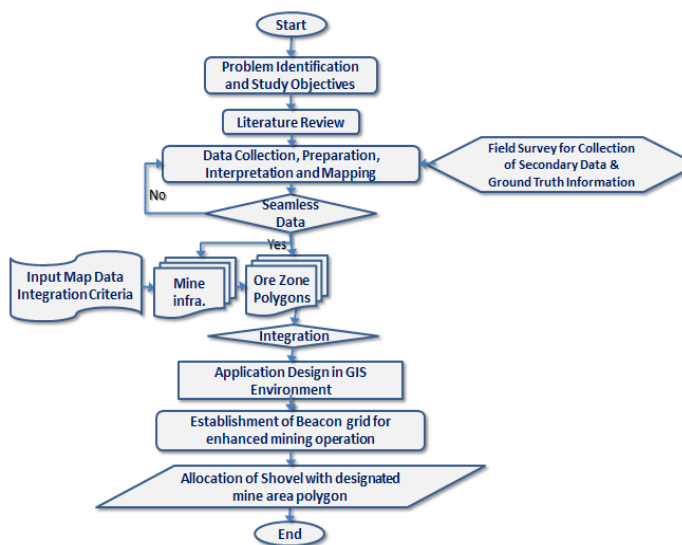 Start
Problem Identification
and Study Objectives
Literature Review
Data Collection, Preparation,
Interpretation and Mapping
Field Survey for Collection
of Secondary Data &
Ground Truth Information
No
Seamless
Data
Yes
Input Map Data
Integration Criteria
Mine
infra.
Ore Zone
Polygons
Integration
Application Design in GIS
Environment
Establishment of Beacon grid for
enhanced mining operation
Allocation of Shovel with designated
mine area polygon
End